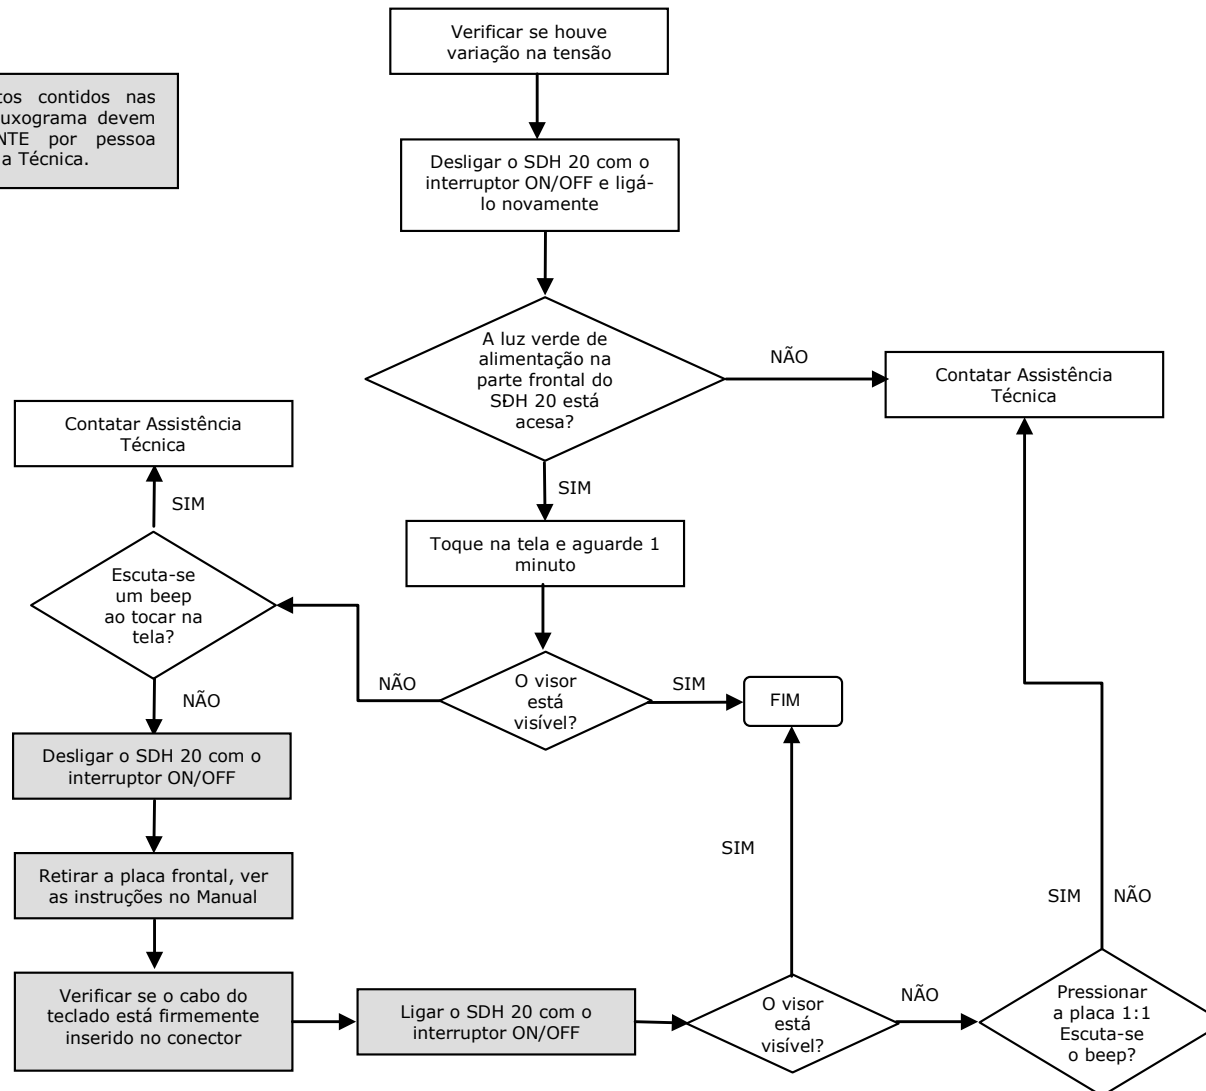 Verificar se houve
variação na tensão
tos contidos nas
uxograma devem
NTE por pessoa
a Técnica.
Desligar o SDH 20 com o
interruptor ON/OFF e ligá-
lo novamente
A luz verde de
alimentação na
parte frontal do
SDH 20 está
acesa?
NÃO
Contatar Assistência
Técnica
SIM
Toque na tela e aguarde 1
minuto
O visor
está
visível?
SIM
FIM
NÃO
Escuta-se
um beep
ao tocar na
tela?
SIM
Contatar Assistência
Técnica
NÃO
Desligar o SDH 20 com o
interruptor ON/OFF
Retirar a placa frontal, ver
as instruções no Manual
Verificar se o cabo do
teclado está firmemente
inserido no conector
Ligar o SDH 20 com o
interruptor ON/OFF
O visor
está
visível?
SIM
NÃO
Pressionar
a placa 1:1
Escuta-se
o beep?
SIM NÃO